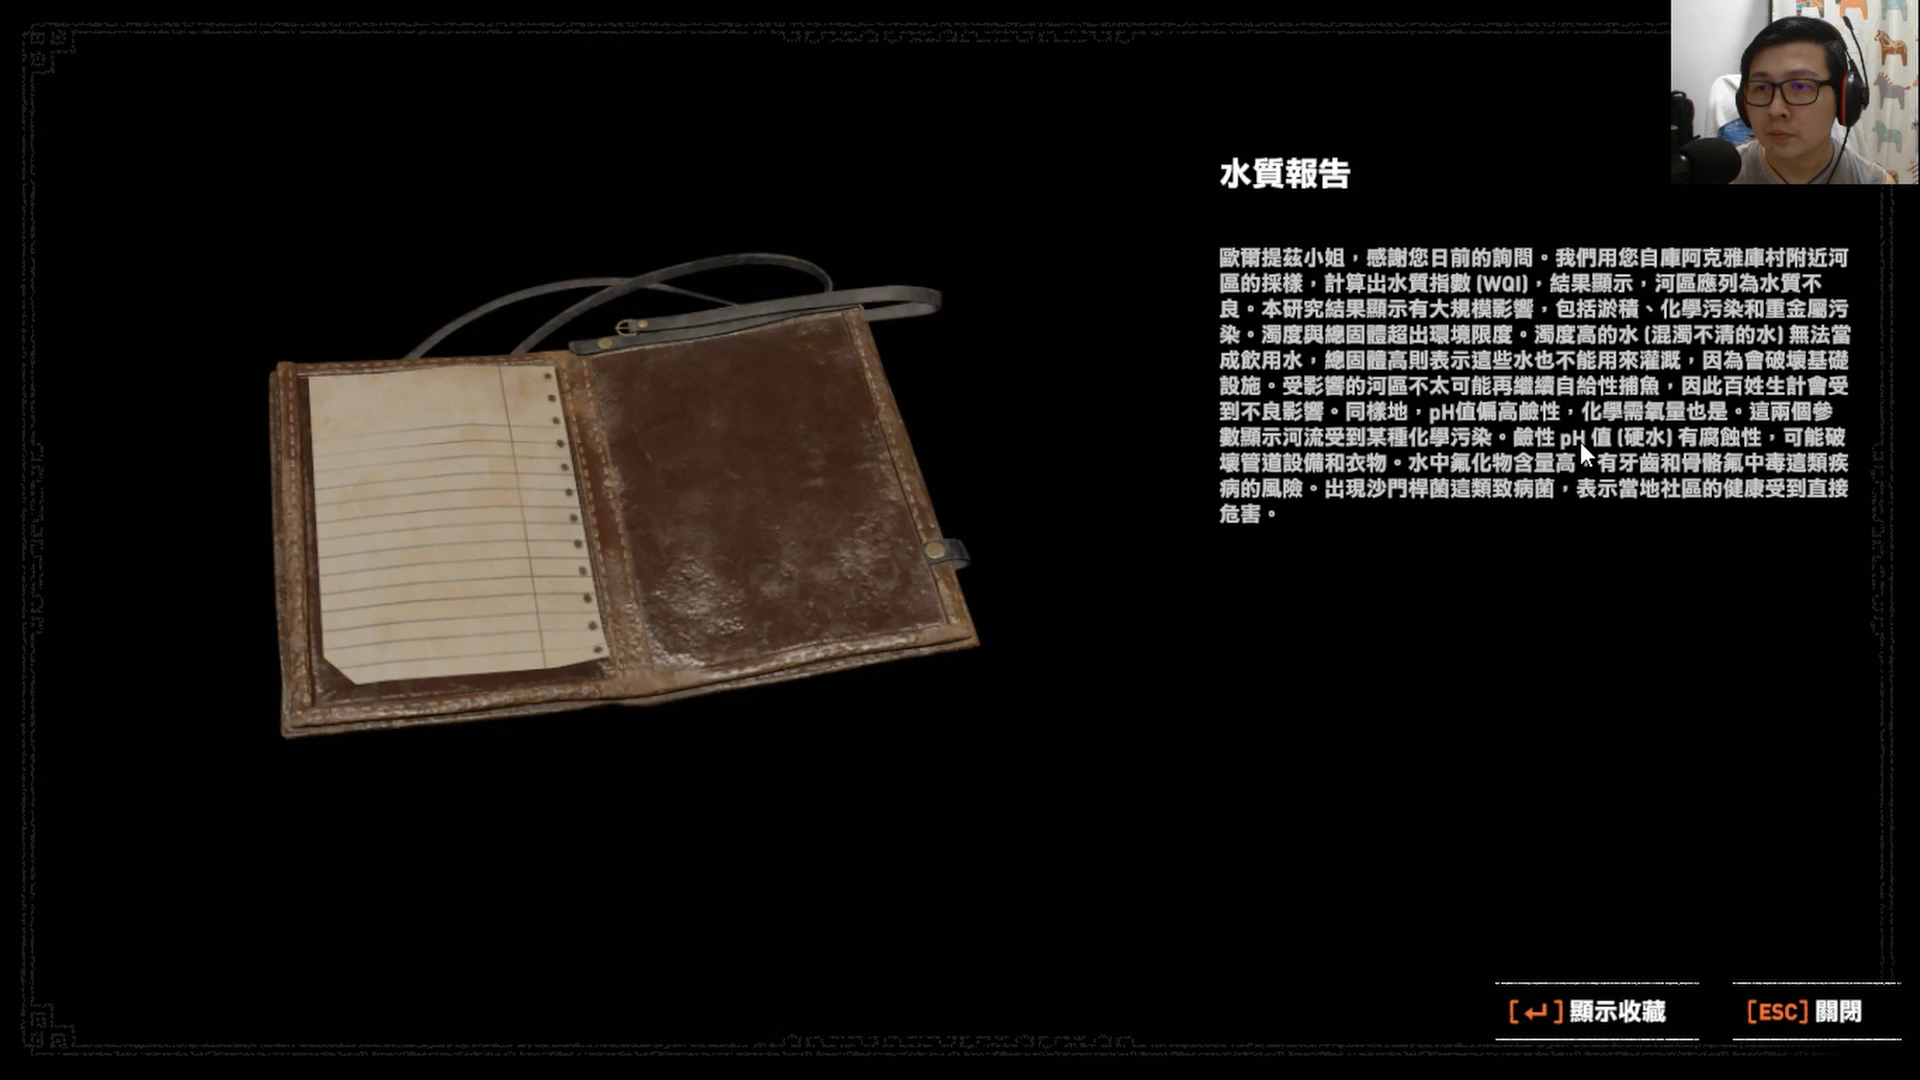 水質報告
歐爾提茲小姐，感謝您日前的詢問。我們用您自庫阿克雅庫村附近河
區的採樣，計算出水質指數 (WQI)，結果顯示，河區應列為水質不
良。本研究結果顯示有大規模影響，包括淤積、化學污染和重金屬污
染。濁度與總固體超出環境限度。濁度高的水 (混濁不清的水) 無法當
成飲用水，總固體高則表示這些水也不能用來灌溉，因為會破壞基礎
設施。受影響的河區不太可能再繼續自給性捕魚，因此百姓生計會受
到不良影響。同樣地，pH值偏高鹼性，化學需氧量也是。這兩個參
數顯示河流受到某種化學污染。鹼性 pH 值 (硬水) 有腐蝕性，可能破
壞管道設備和衣物。水中氟化物含量高，有牙齒和骨骼氟中毒這類疾
病的風險。出現沙門桿菌這類致病菌，表示當地社區的健康受到直接
危害。
[↵] 顯示收藏
[ESC] 關閉